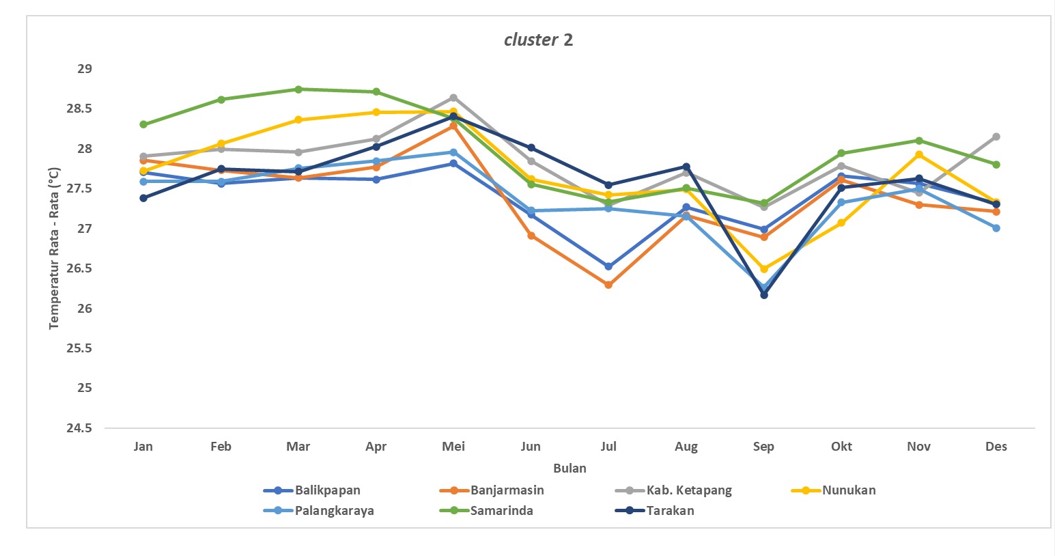 cluster 2
Temperatur Rata - Rata (°C)
29
28.5
28
27.5
27
26.5
26
25.5
25
24.5
Jan Feb Mar Apr Mei Jun Jul Aug Sep Okt Nov Des
Bulan
Balikpapan Banjarmasin Kab. Ketapang Nunukan
Palangkaraya Samarinda Tarakan